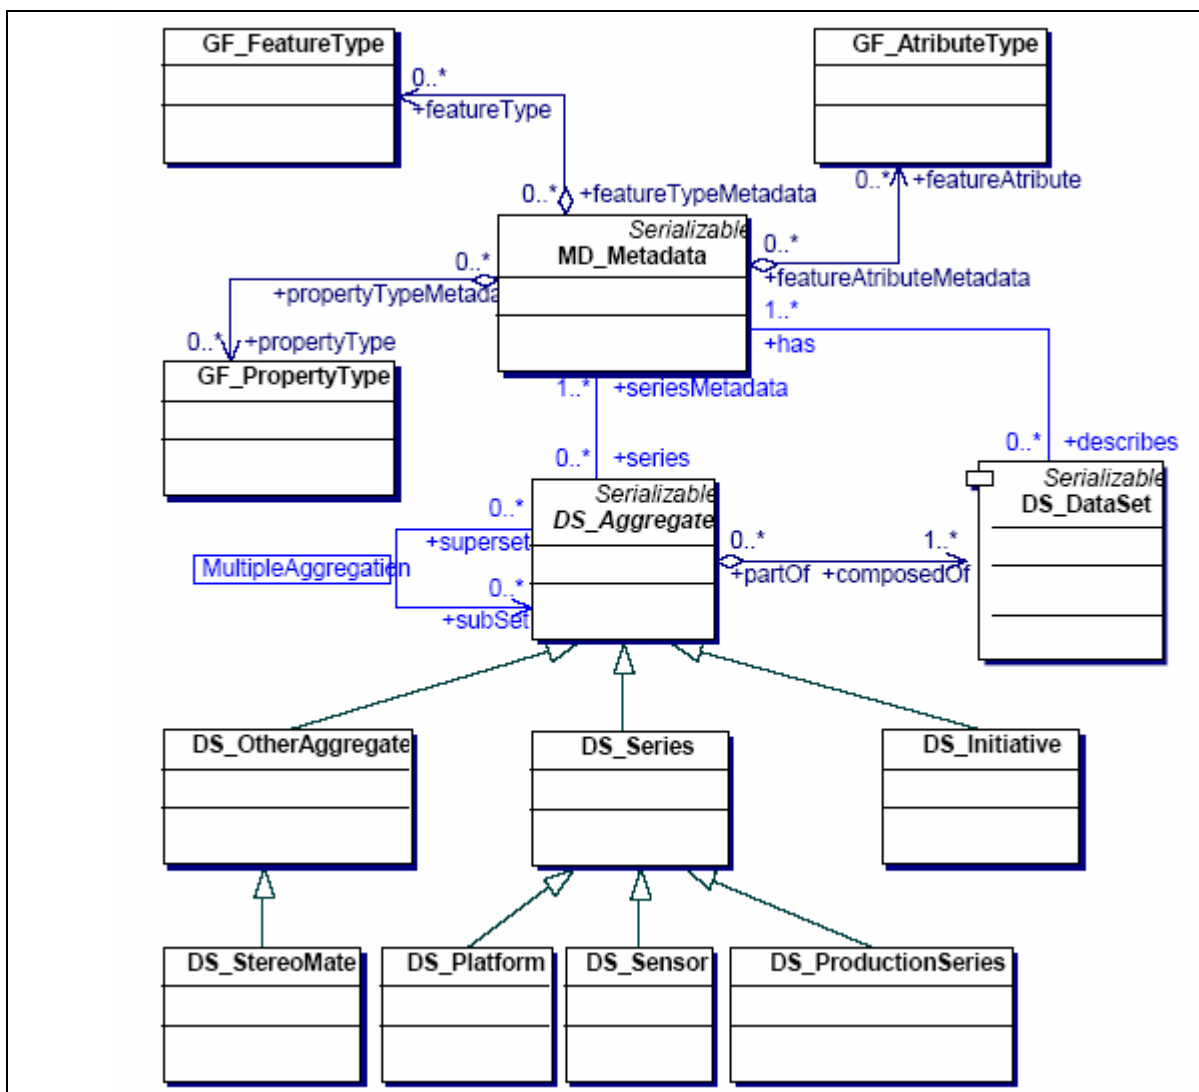 GF_FeatureType
GF_AtributeType
0..*
+featureType
0..*
+featureTypeMetadata
0..*
+featureAtribute
Serializable
MD_Metadata
0..*
+propertyTypeMetada
0..*
+featureAtributeMetadata
1..*
+has
0..*
+propertyType
GF_PropertyType
1..*
+seriesMetadata
0..*
+series
0..*
+describes
Serializable
DS_Aggregate
Serializable
DS_DataSet
0..*
+superset
MultipleAggregation
0..*
+subSet
0..*
+partOf
1..*
+composedOf
DS_OtherAggregate
DS_Series
DS_Initiative
DS_StereoMate
DS_Platform
DS_Sensor
DS_ProductionSeries